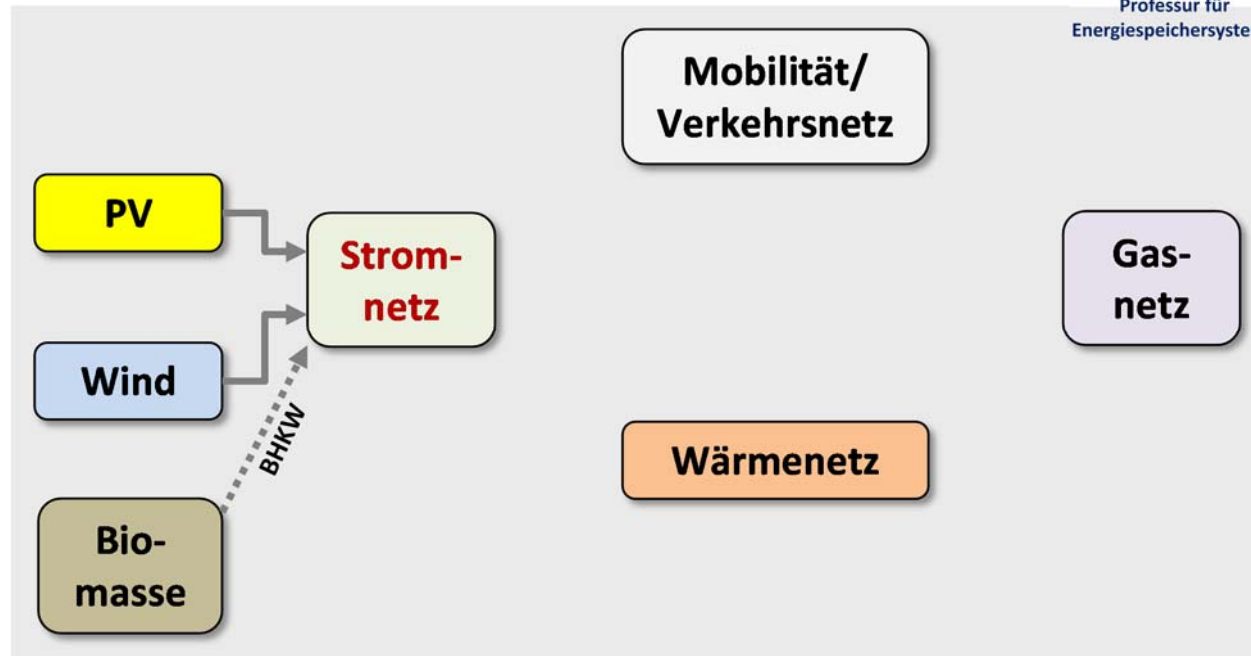 Professur für
Energiespeichersyste
Mobilität/
Verkehrsnetz
PV
Strom-
netz
Gas-
netz
Wind
BHKW
Wärmenetz
Bio-
masse